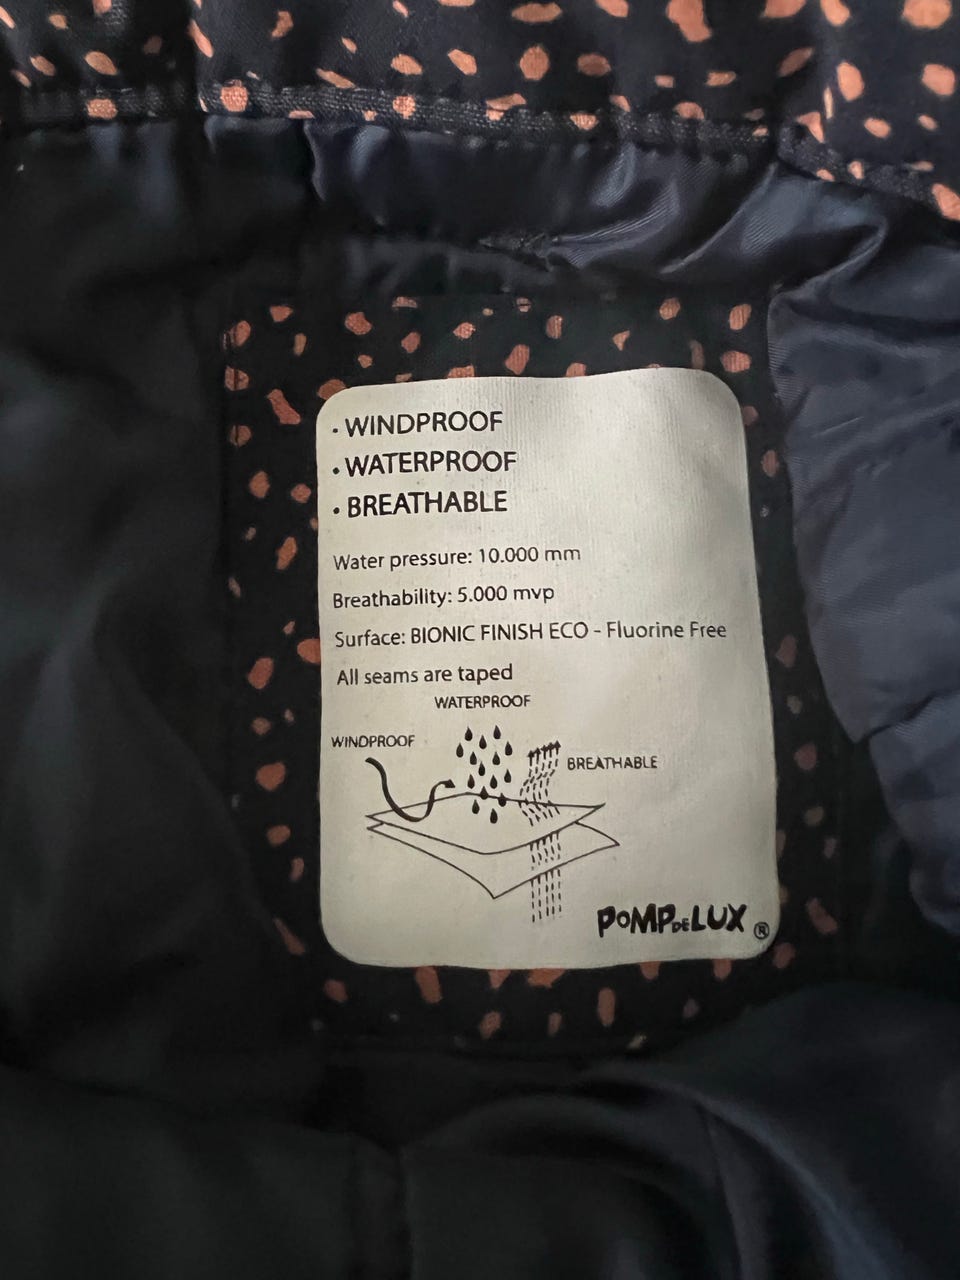 • WINDPROOF
• WATERPROOF
• BREATHABLE
Water pressure: 10.000 mm
Breathability: 5.000 mvp
Surface: BIONIC FINISH ECO - Fluorine Free
All seams are taped
WATERPROOF
WINDPROOF
BREATHABLE
POMPDELUX ®